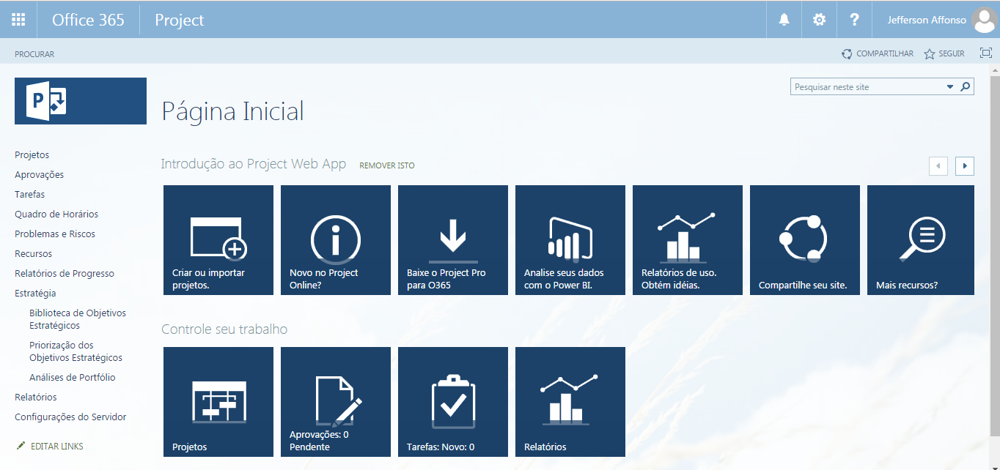 Office 365
Project
?
Jefferson Affonso
PROCURAR
COMPARTILHAR
SEGUIR
P
Página Inicial
Pesquisar neste site
Projetos
Aprovações
Tarefas
Quadro de Horários
Problemas e Riscos
Recursos
Relatórios de Progresso
Estratégia
Biblioteca de Objetivos
Estratégicos
Priorização dos
Objetivos Estratégicos
Análises de Portfólio
Relatórios
Configurações do Servidor
EDITAR LINKS
Introdução ao Project Web App
REMOVER ISTO
Criar ou importar
projetos.
Novo no Project
Online?
Baixe o Project Pro
para O365
Analise seus dados
com o Power BI.
Relatórios de uso.
Obtém idéias.
Compartilhe seu site.
Mais recursos?
Controle seu trabalho
Projetos
Aprovações: 0
Pendente
Tarefas: Novo: 0
Relatórios